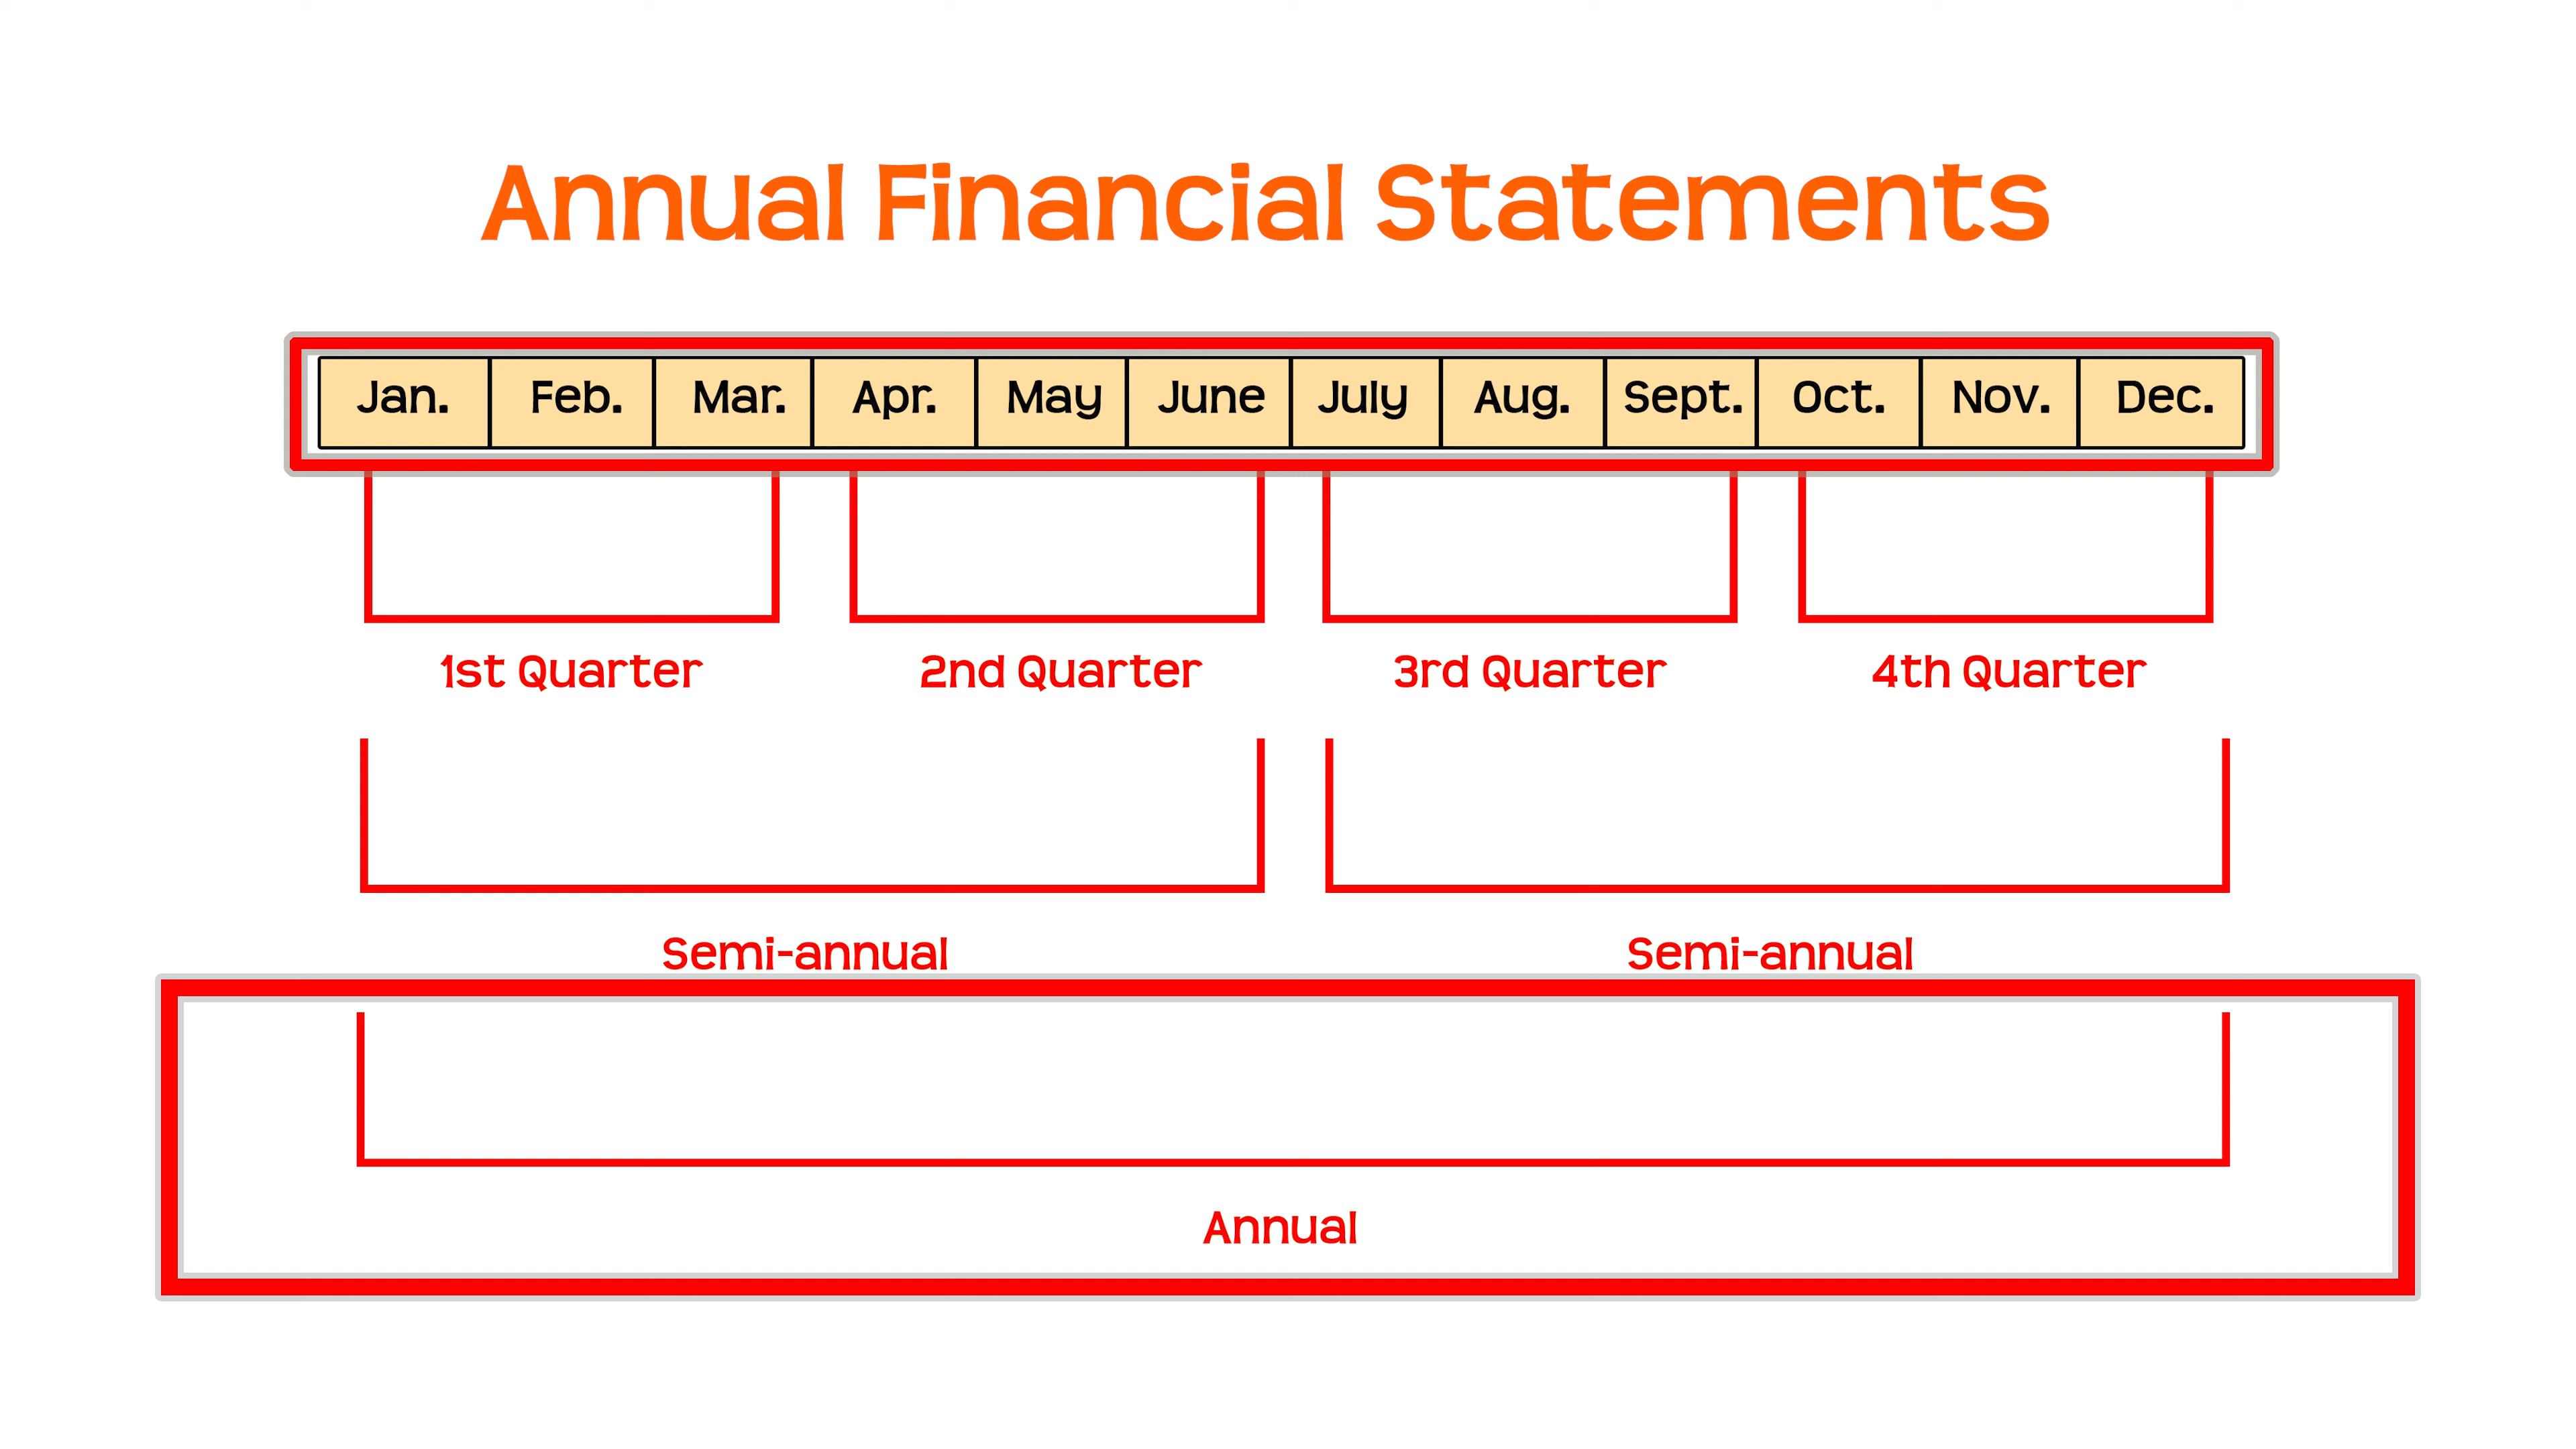 Annual Financial Statements
Jan. Feb. Mar. Apr. May June July Aug. Sept. Oct. Nov. Dec.
1st Quarter 2nd Quarter 3rd Quarter 4th Quarter
Semi-annual Semi-annual
Annual